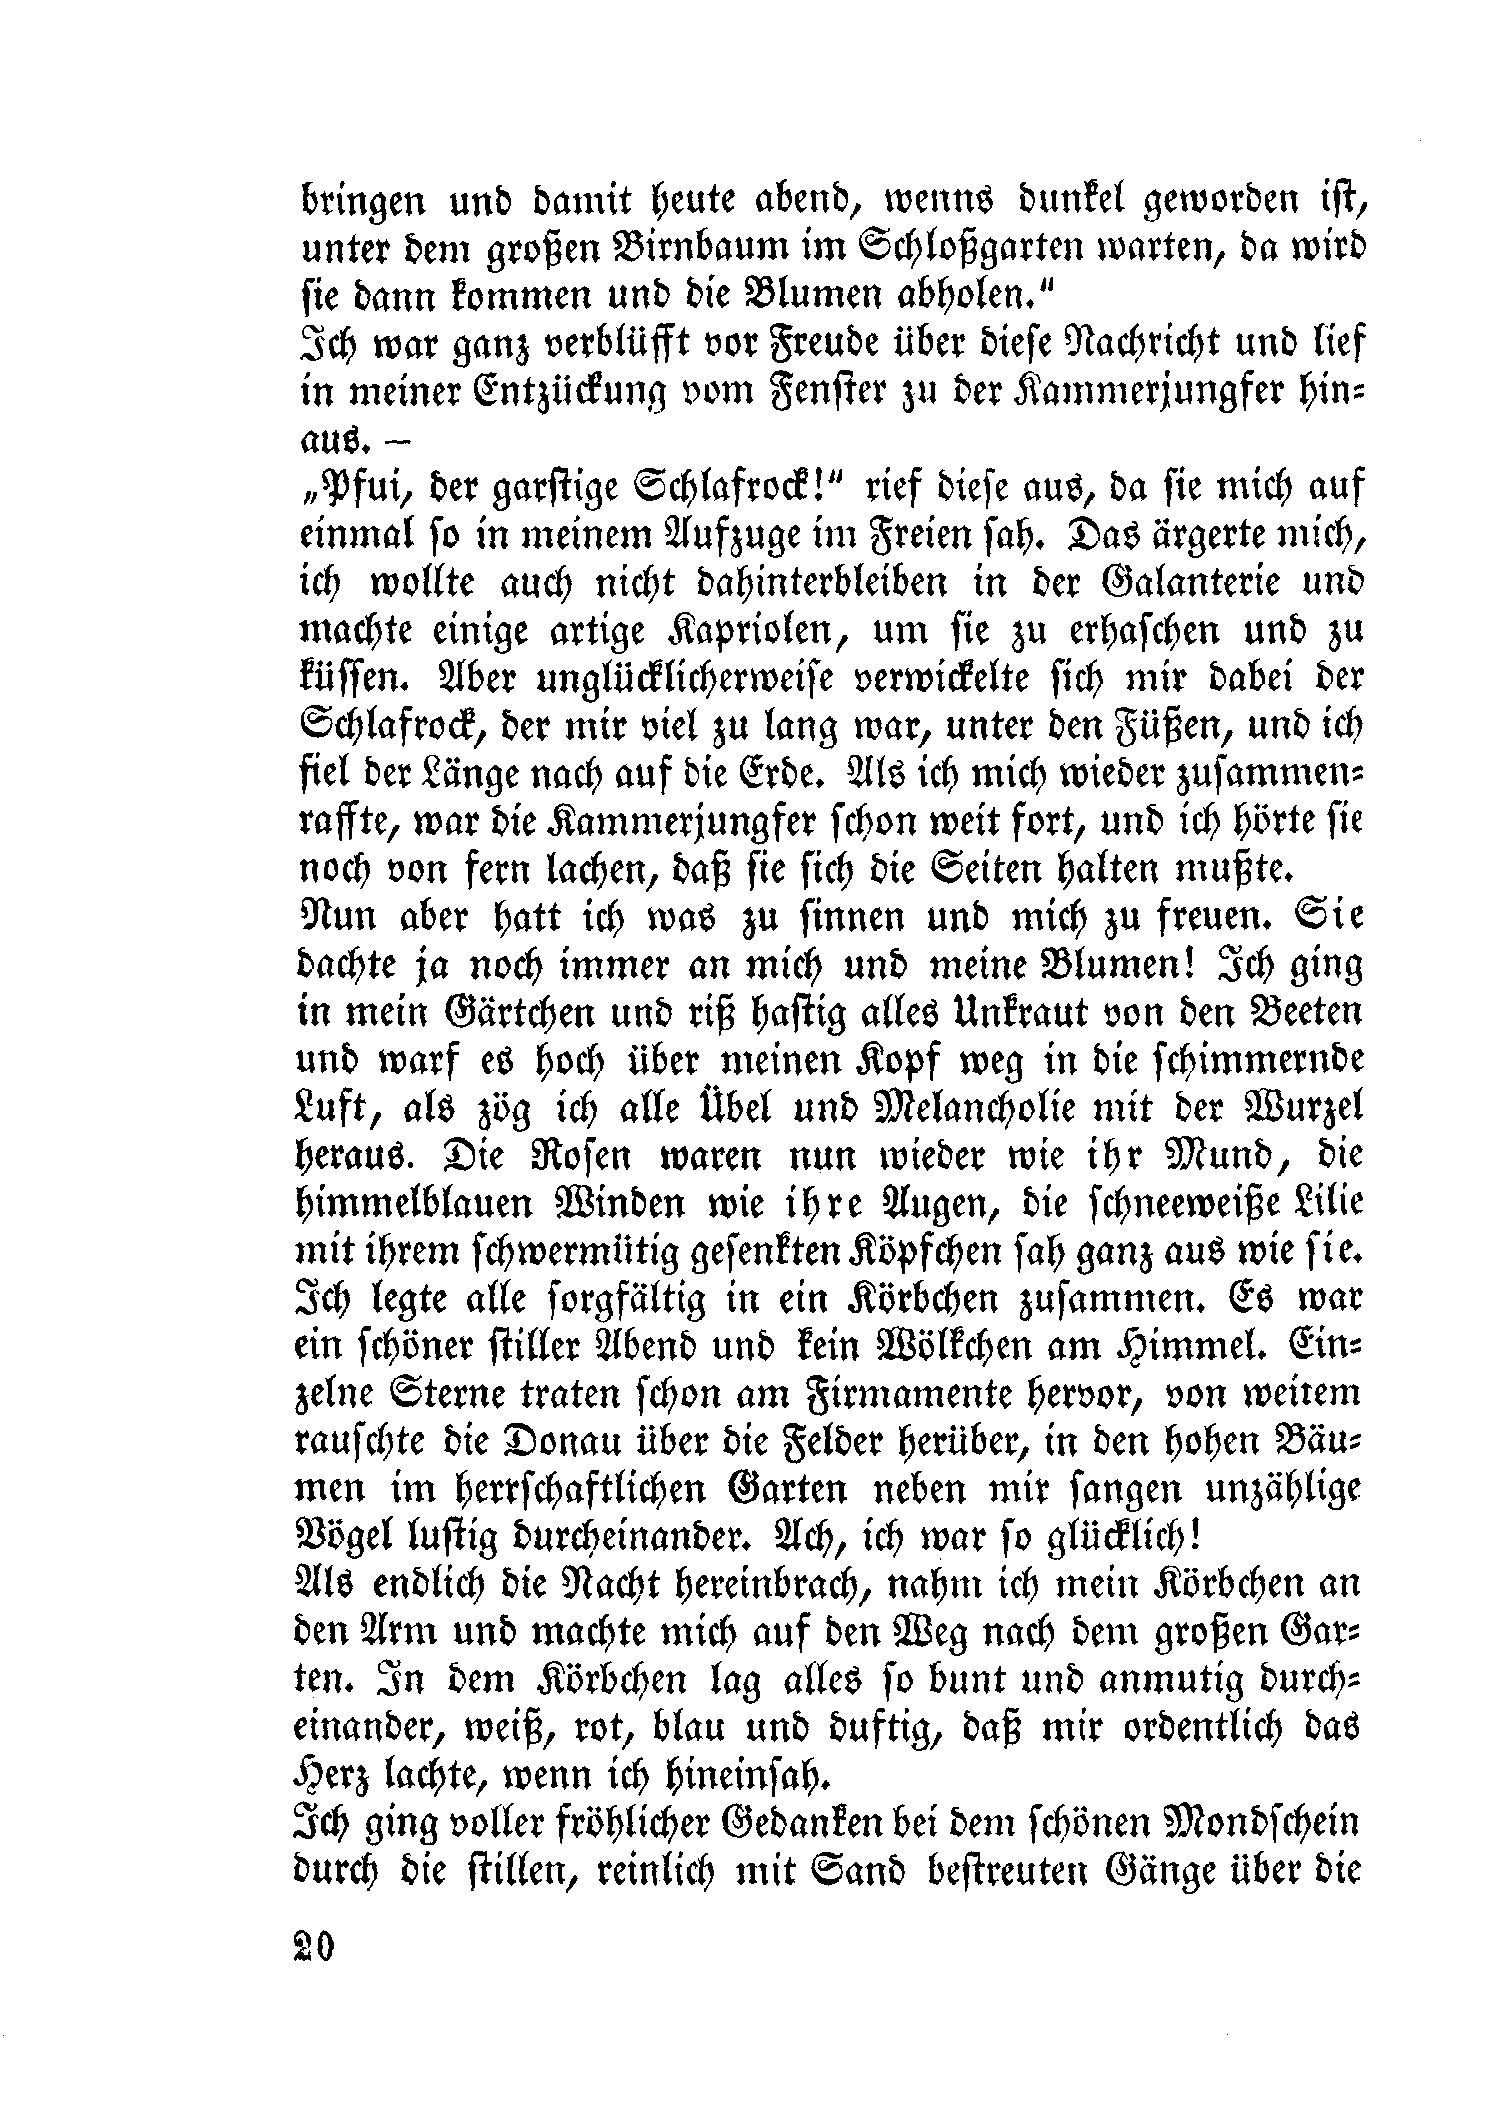 bringen und damit heute abend, wenns dunkel geworden ist,
unter dem großen Birnbaum im Schloßgarten warten, da wird
sie dann kommen und die Blumen abholen.“
Ich war ganz verblüfft vor Freude über diese Nachricht und lief
in meiner Entzückung vom Fenster zu der Kammerjungfer hin-
aus. —
„Pfui, der garstige Schlafrock!“ rief diese aus, da sie mich auf
einmal so in meinem Aufzuge im Freien sah. Das ärgerte mich,
ich wollte auch nicht dahinterbleiben in der Galanterie und
machte einige artige Kapriolen, um sie zu erhaschen und zu
küssen. Aber unglücklicherweise verwickelte sich mir dabei der
Schlafrock, der mir viel zu lang war, unter den Füßen, und ich
fiel der Länge nach auf die Erde. Als ich mich wieder zusammen-
raffte, war die Kammerjungfer schon weit fort, und ich hörte sie
noch von fern lachen, daß sie sich die Seiten halten mußte.
Nun aber hatt ich was zu sinnen und mich zu freuen. Sie
dachte ja noch immer an mich und meine Blumen! Ich ging
in mein Gärtchen und riß hastig alles Unkraut von den Beeten
und warf es hoch über meinen Kopf weg in die schimmernde
Luft, als zög ich alle Übel und Melancholie mit der Wurzel
heraus. Die Rosen waren nun wieder wie ihr Mund, die
himmelblauen Winden wie ihre Augen, die schneeweiße Lilie
mit ihrem schwermütig gesenkten Köpfchen sah ganz aus wie sie.
Ich legte alle sorgfältig in ein Körbchen zusammen. Es war
ein schöner stiller Abend und kein Wölkchen am Himmel. Ein-
zelne Sterne traten schon am Firmamente hervor, von weitem
rauschte die Donau über die Felder herüber, in den hohen Bäu-
men im herrschaftlichen Garten neben mir sangen unzählige
Vögel lustig durcheinander. Ach, ich war so glücklich!
Als endlich die Nacht hereinbrach, nahm ich mein Körbchen an
den Arm und machte mich auf den Weg nach dem großen Gar-
ten. In dem Körbchen lag alles so bunt und anmutig durch-
einander, weiß, rot, blau und duftig, daß mir ordentlich das
Herz lachte, wenn ich hineinsah.
Ich ging voller fröhlicher Gedanken bei dem schönen Mondschein
durch die stillen, reinlich mit Sand bestreuten Gänge über die
20